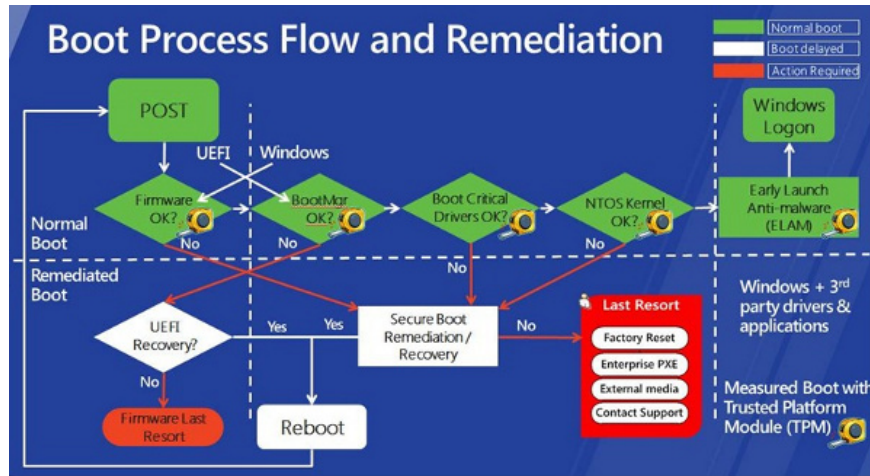 Boot Process Flow and Remediation
Normal boot
Boot delayed
Action Required
POST
UEFI
Windows
Windows
Logon
Firmware
OK?
BootMgr
OK?
Boot Critical
Drivers OK?
NTOS Kernel
OK?
Early Launch
Anti-malware
(ELAM)
Normal
Boot
No
No
No
No
Remediated
Boot
UEFI
Recovery?
Yes
Yes
Secure Boot
Remediation /
Recovery
No
Last Resort
Factory Reset
Enterprise PXE
External media
Contact Support
Windows + 3rd
party drivers &
applications
No
Firmware Last
Resort
Reboot
Measured Boot with
Trusted Platform
Module (TPM)